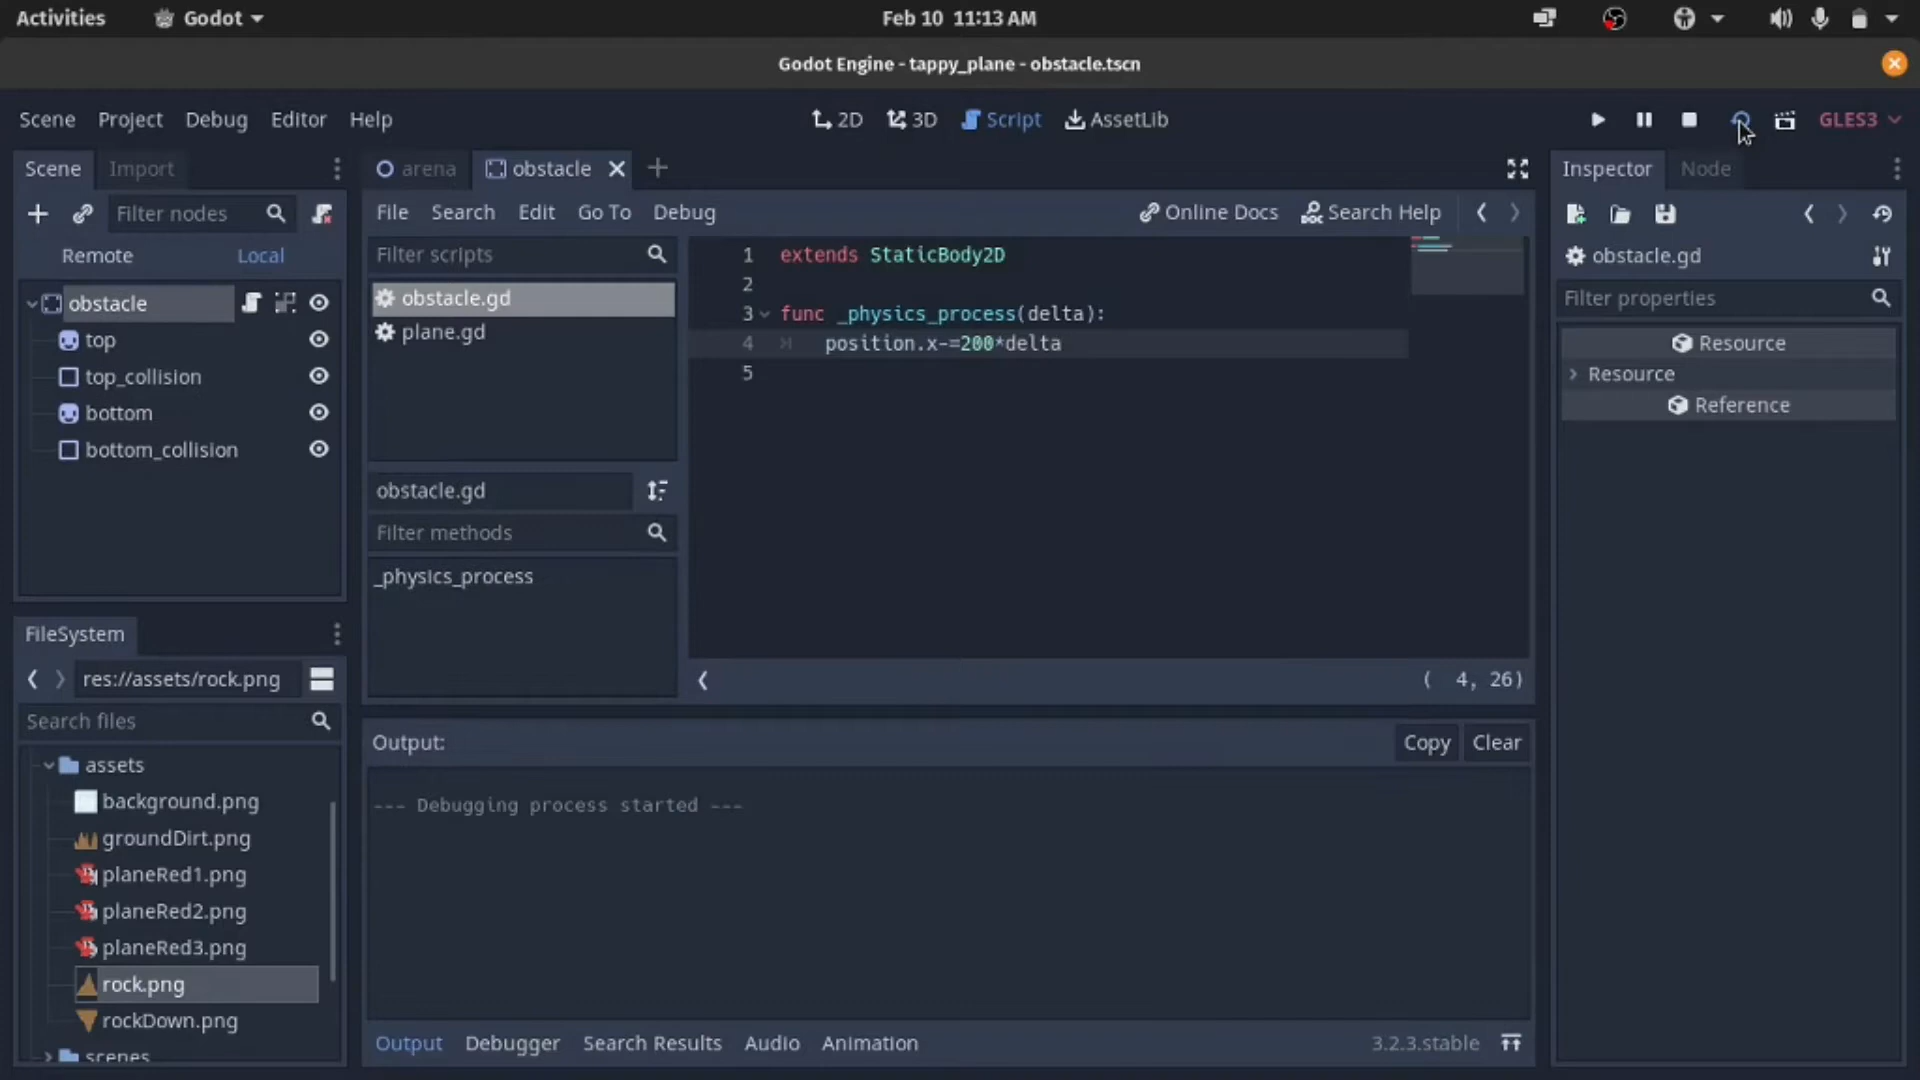 Activities Godot Feb 10 11:13 AM
Godot Engine - tappy_plane - obstacle.tscn
Scene Project Debug Editor Help 2D 3D Script AssetLib GLES3
Scene Import arena obstacle Inspector Node
Filter nodes File Search Edit Go To Debug Online Docs Search Help
Remote Local Filter scripts 1 extends StaticBody2D obstacle.gd
2
obstacle obstacle.gd Filter properties
3 func _physics_process(delta):
top plane.gd 4 position.x-=200*delta Resource
top_collision 5 Resource
bottom Reference
bottom_collision
obstacle.gd
Filter methods
_physics_process
FileSystem
res://assets/rock.png ( 4, 26)
Search files
Output: Copy Clear
assets
background.png --- Debugging process started ---
groundDirt.png
planeRed1.png
planeRed2.png
planeRed3.png
rock.png
rockDown.png
scenes
Output Debugger Search Results Audio Animation 3.2.3.stable